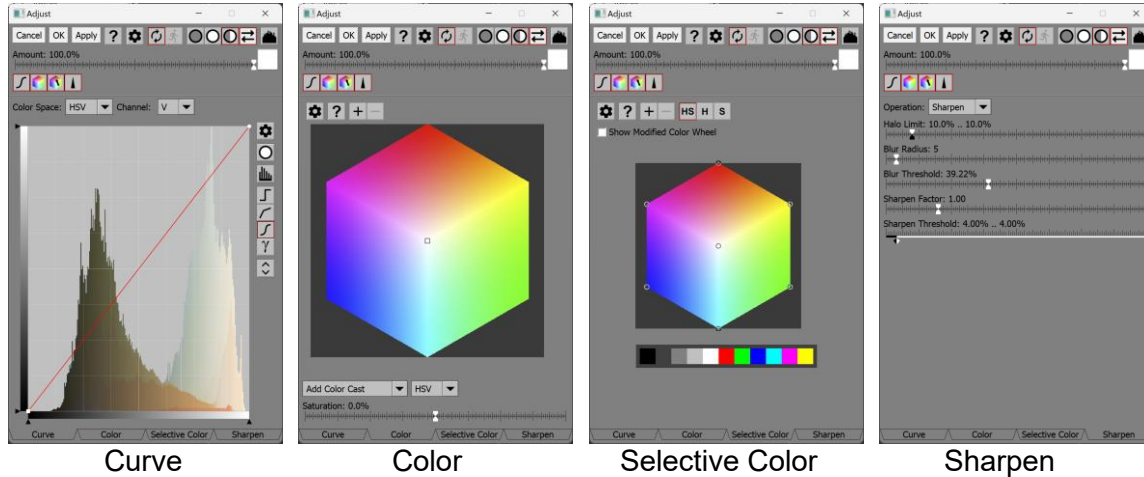 Adjust
Cancel OK Apply ?
Amount: 100.0%
Color Space: HSV Channel: V
γ
Curve Color Selective Color Sharpen
Curve
Adjust
Cancel OK Apply ?
Amount: 100.0%
? + −
Add Color Cast HSV
Saturation: 0.0%
Curve Color Selective Color Sharpen
Color
Adjust
Cancel OK Apply ?
Amount: 100.0%
? + − HS H S
Show Modified Color Wheel
Curve Color Selective Color Sharpen
Selective Color
Adjust
Cancel OK Apply ?
Amount: 100.0%
Operation: Sharpen
Halo Limit: 10.0% .. 10.0%
Blur Radius: 5
Blur Threshold: 39.22%
Sharpen Factor: 1.00
Sharpen Threshold: 4.00% .. 4.00%
Curve Color Selective Color Sharpen
Sharpen